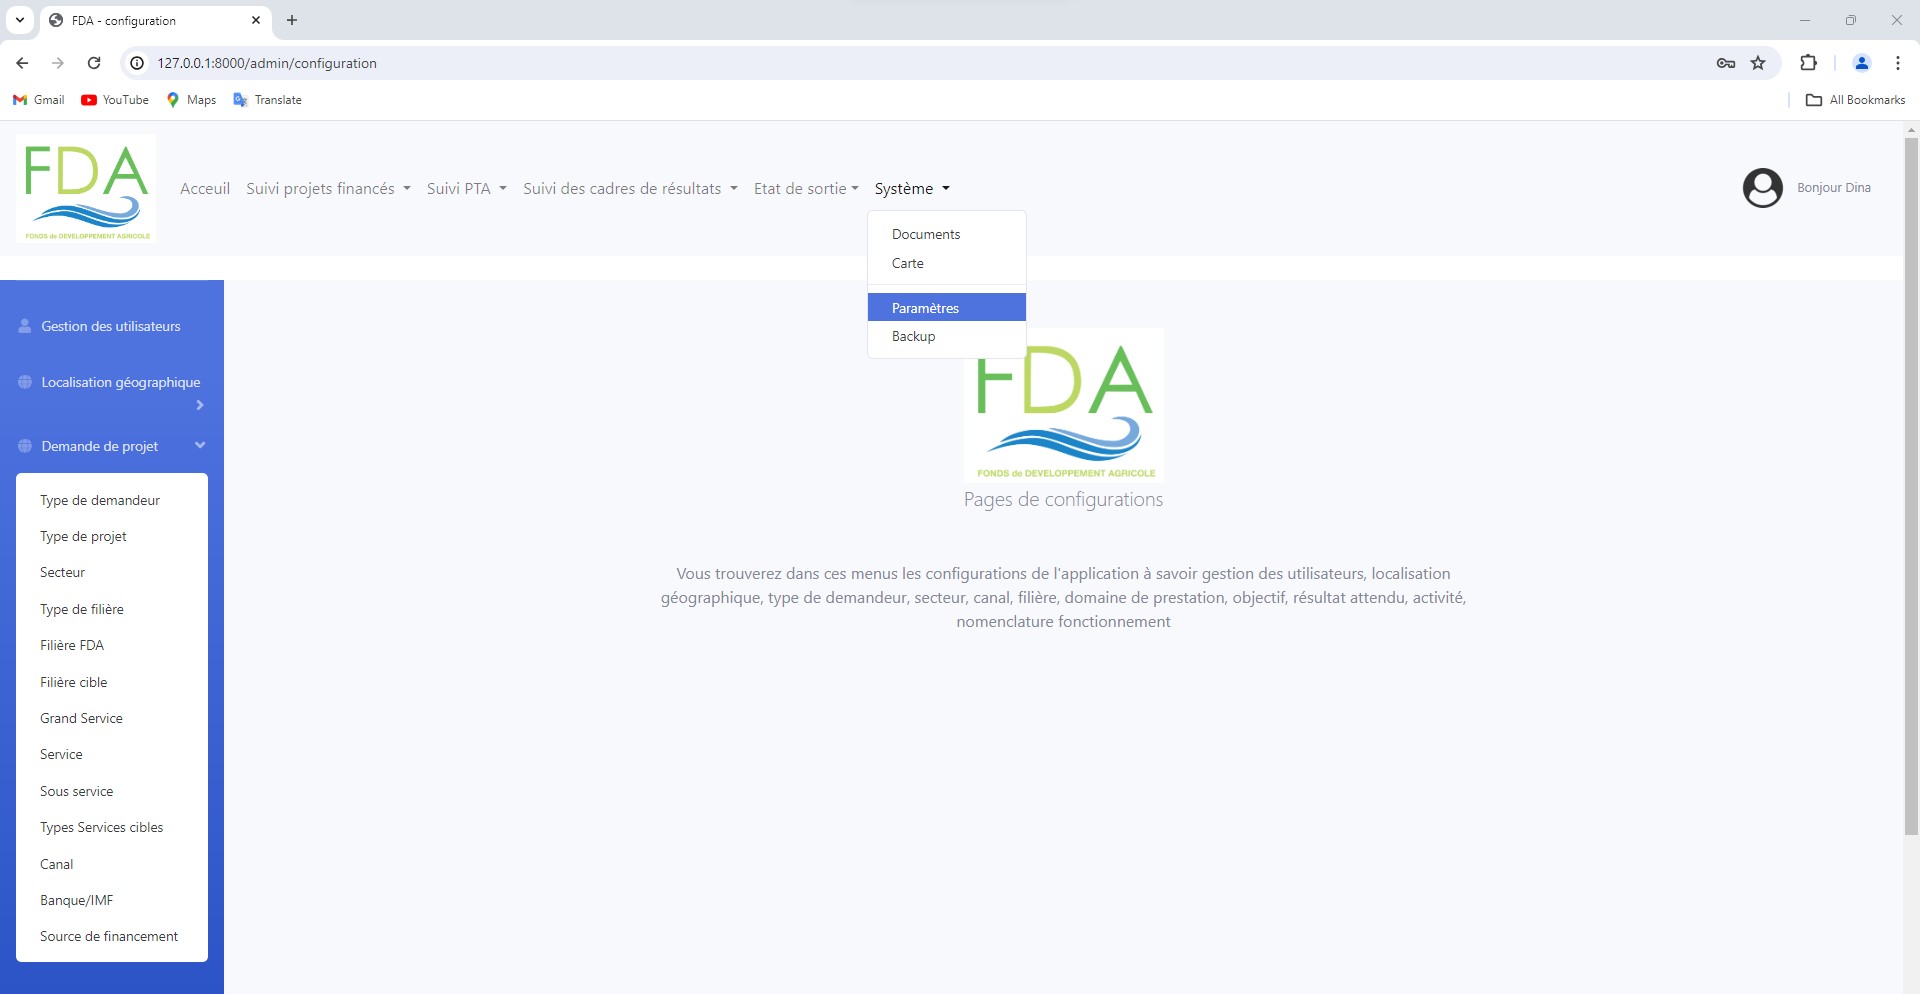 FDA - configuration
127.0.0.1:8000/admin/configuration
Gmail YouTube Maps Translate All Bookmarks
FDA
FONDS de DEVELOPPEMENT AGRICOLE
Acceuil Suivi projets financés Suivi PTA Suivi des cadres de résultats Etat de sortie Système
Bonjour Dina
Documents
Carte
Paramètres
Backup
Gestion des utilisateurs
Localisation géographique
Demande de projet
Type de demandeur
Type de projet
Secteur
Type de filière
Filière FDA
Filière cible
Grand Service
Service
Sous service
Types Services cibles
Canal
Banque/IMF
Source de financement
FDA
FONDS de DEVELOPPEMENT AGRICOLE
Pages de configurations
Vous trouverez dans ces menus les configurations de l'application à savoir gestion des utilisateurs, localisation
géographique, type de demandeur, secteur, canal, filière, domaine de prestation, objectif, résultat attendu, activité,
nomenclature fonctionnement